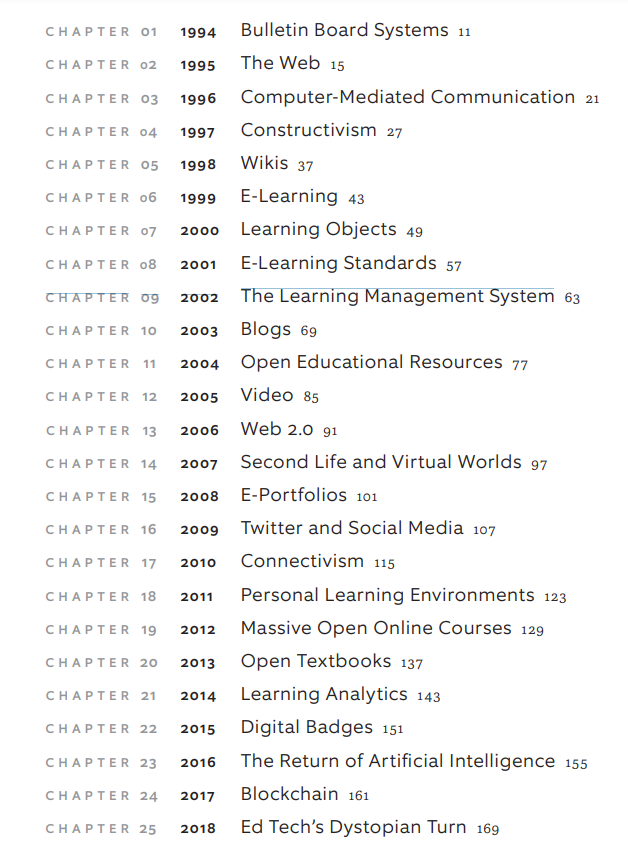 CHAPTER 01 1994 Bulletin Board Systems 11
CHAPTER 02 1995 The Web 15
CHAPTER 03 1996 Computer-Mediated Communication 21
CHAPTER 04 1997 Constructivism 27
CHAPTER 05 1998 Wikis 37
CHAPTER 06 1999 E-Learning 43
CHAPTER 07 2000 Learning Objects 49
CHAPTER 08 2001 E-Learning Standards 57
CHAPTER 09 2002 The Learning Management System 63
CHAPTER 10 2003 Blogs 69
CHAPTER 11 2004 Open Educational Resources 77
CHAPTER 12 2005 Video 85
CHAPTER 13 2006 Web 2.0 91
CHAPTER 14 2007 Second Life and Virtual Worlds 97
CHAPTER 15 2008 E-Portfolios 101
CHAPTER 16 2009 Twitter and Social Media 107
CHAPTER 17 2010 Connectivism 115
CHAPTER 18 2011 Personal Learning Environments 123
CHAPTER 19 2012 Massive Open Online Courses 129
CHAPTER 20 2013 Open Textbooks 137
CHAPTER 21 2014 Learning Analytics 143
CHAPTER 22 2015 Digital Badges 151
CHAPTER 23 2016 The Return of Artificial Intelligence 155
CHAPTER 24 2017 Blockchain 161
CHAPTER 25 2018 Ed Tech’s Dystopian Turn 169